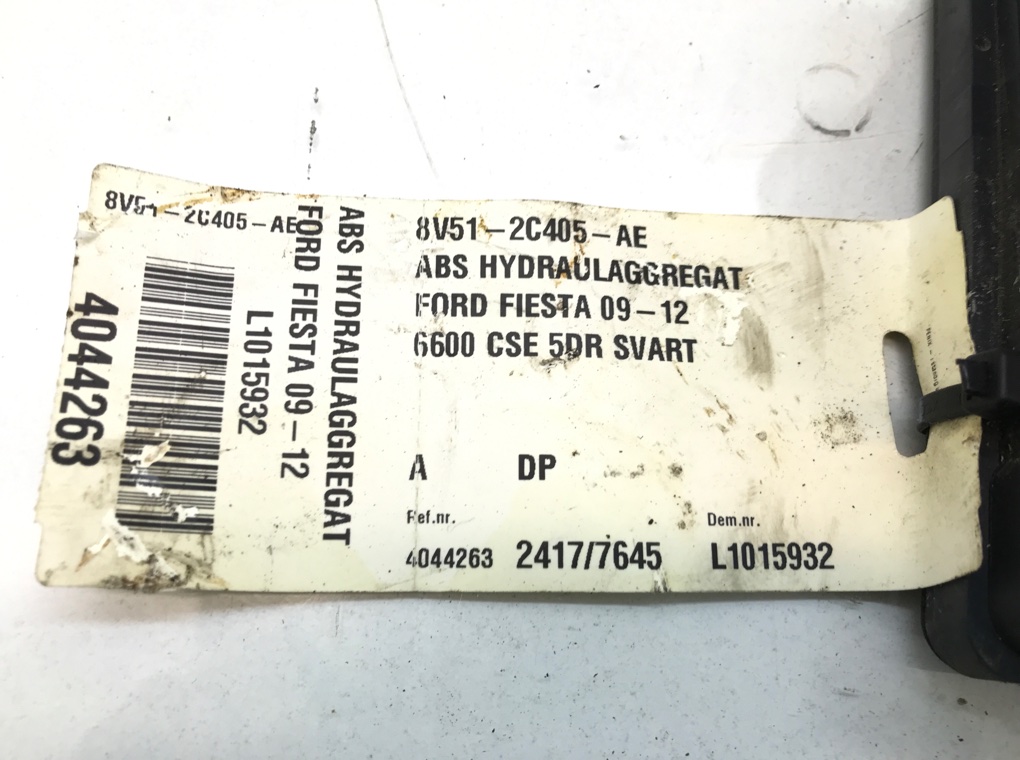 8V51-2C405-AE
4044263
L1015932
FORD FIESTA 09-12
ABS HYDRAULAGGREGAT
8V51-2C405-AE
ABS HYDRAULAGGREGAT
FORD FIESTA 09-12
6600 CSE 5DR SVART
A DP
Ref.nr. Dem.nr.
4044263 2417/7645 L1015932